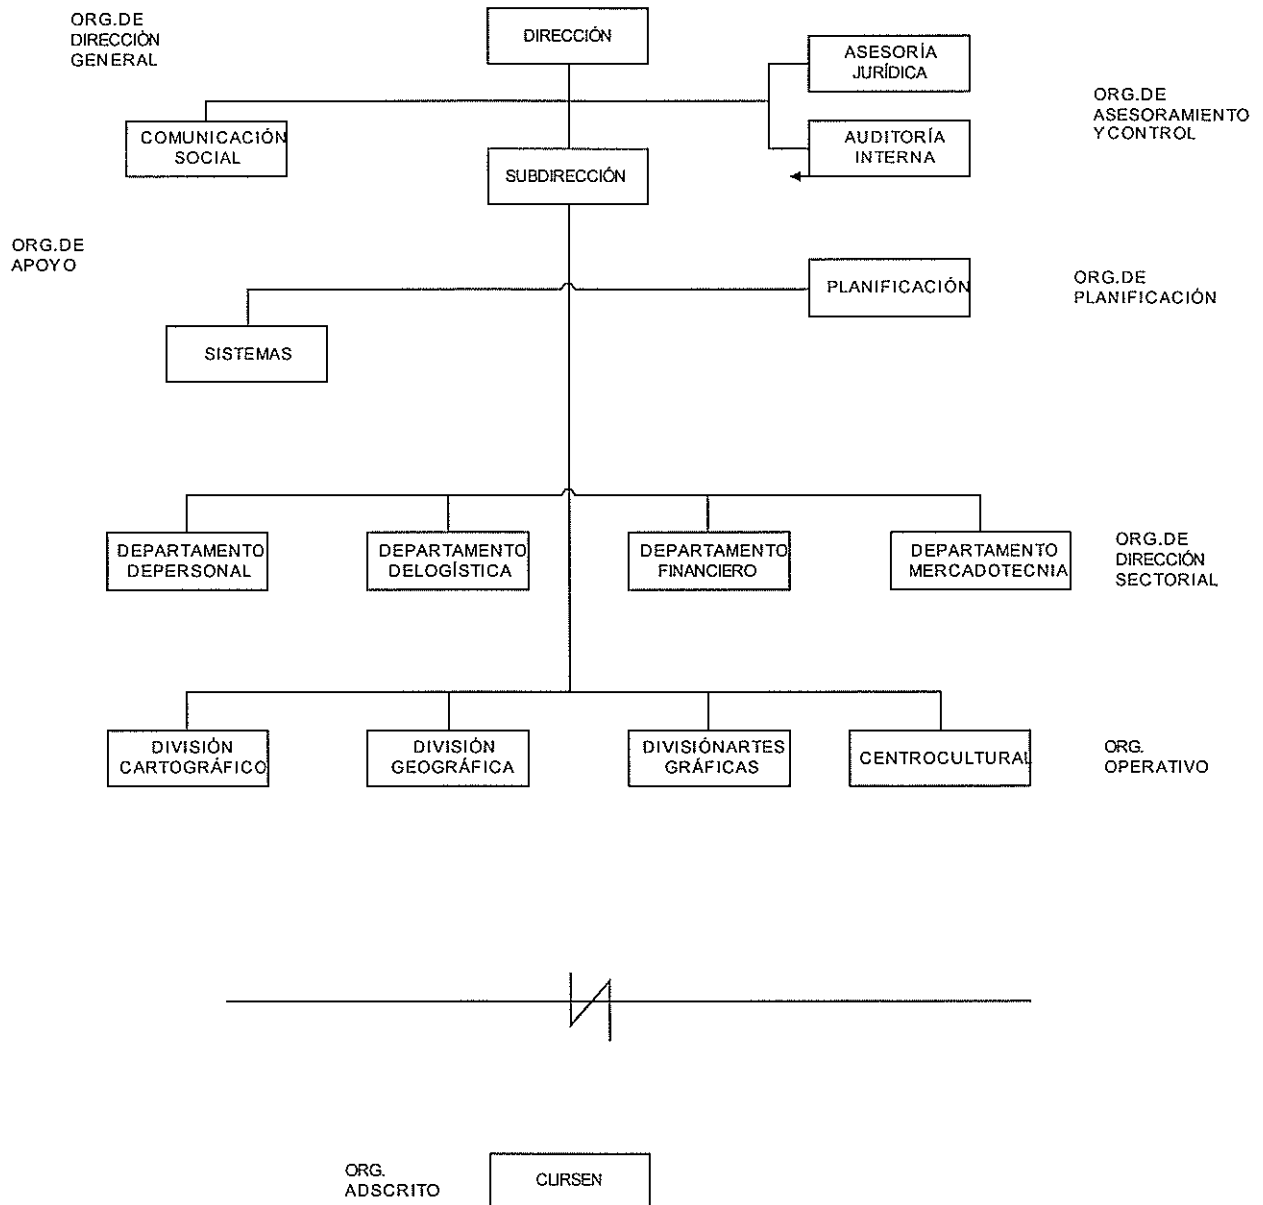 ORG.DE
DIRECCIÓN
GENERAL
DIRECCIÓN
ASESORÍA
JURÍDICA
ORG.DE
ASESORAMIENTO
YCONTROL
COMUNICACIÓN
SOCIAL
AUDITORÍA
INTERNA
SUBDIRECCIÓN
ORG.DE
APOYO
PLANIFICACIÓN
ORG.DE
PLANIFICACIÓN
SISTEMAS
DEPARTAMENTO
DEPERSONAL
DEPARTAMENTO
DELOGÍSTICA
DEPARTAMENTO
FINANCIERO
DEPARTAMENTO
MERCADOTECNIA
ORG.DE
DIRECCIÓN
SECTORIAL
DIVISIÓN
CARTOGRÁFICO
DIVISIÓN
GEOGRÁFICA
DIVISIÓNARTES
GRÁFICAS
CENTROCULTURAL
ORG.
OPERATIVO
ORG.
ADSCRITO
CLIRSEN